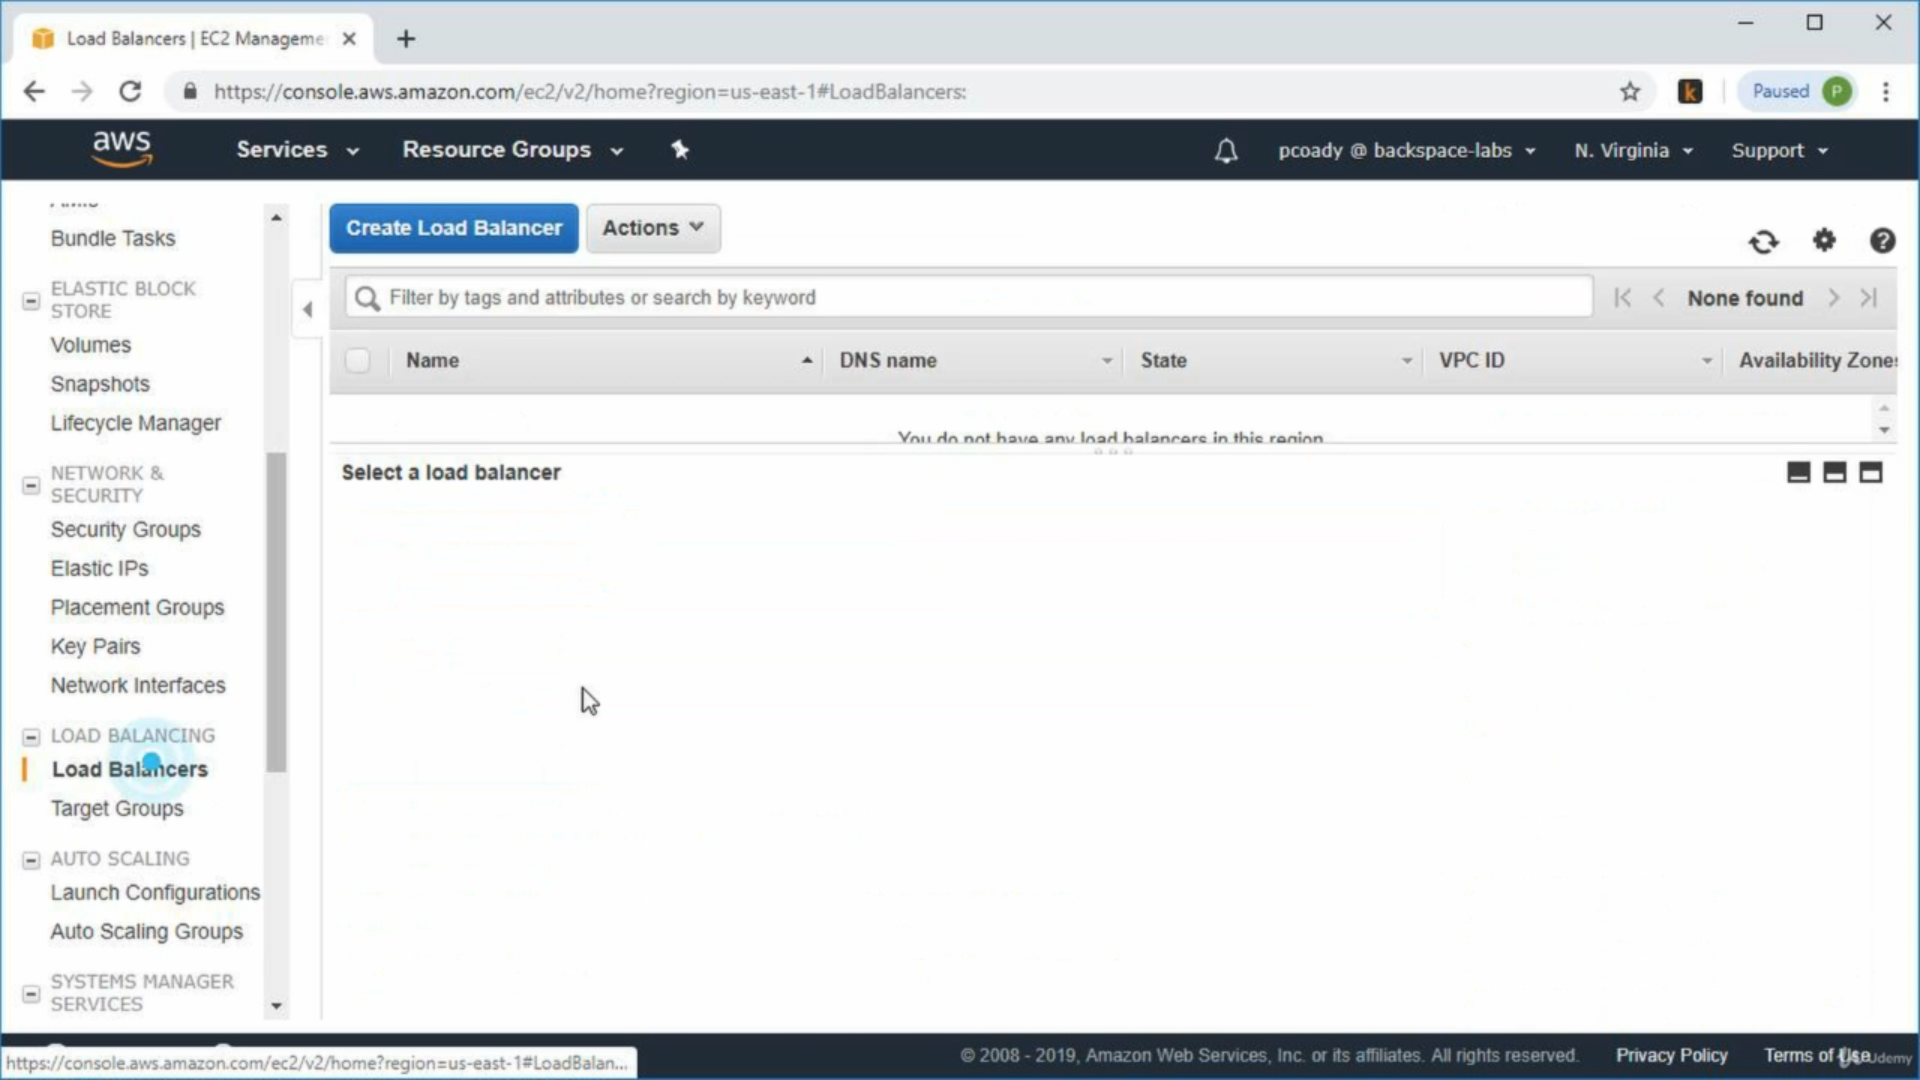 Load Balancers | EC2 Manageme
https://console.aws.amazon.com/ec2/v2/home?region=us-east-1#LoadBalancers:
k
Paused
P
aws
Services
Resource Groups
pcoady @ backspace-labs
N. Virginia
Support
AMIs
Bundle Tasks
ELASTIC BLOCK
STORE
Volumes
Snapshots
Lifecycle Manager
NETWORK &
SECURITY
Security Groups
Elastic IPs
Placement Groups
Key Pairs
Network Interfaces
LOAD BALANCING
Load Balancers
Target Groups
AUTO SCALING
Launch Configurations
Auto Scaling Groups
SYSTEMS MANAGER
SERVICES
Create Load Balancer
Actions
Filter by tags and attributes or search by keyword
None found
Name
DNS name
State
VPC ID
Availability Zones
You do not have any load balancers in this region
Select a load balancer
https://console.aws.amazon.com/ec2/v2/home?region=us-east-1#LoadBalan...
© 2008 - 2019, Amazon Web Services, Inc. or its affiliates. All rights reserved.
Privacy Policy
Terms of Use
Udemy